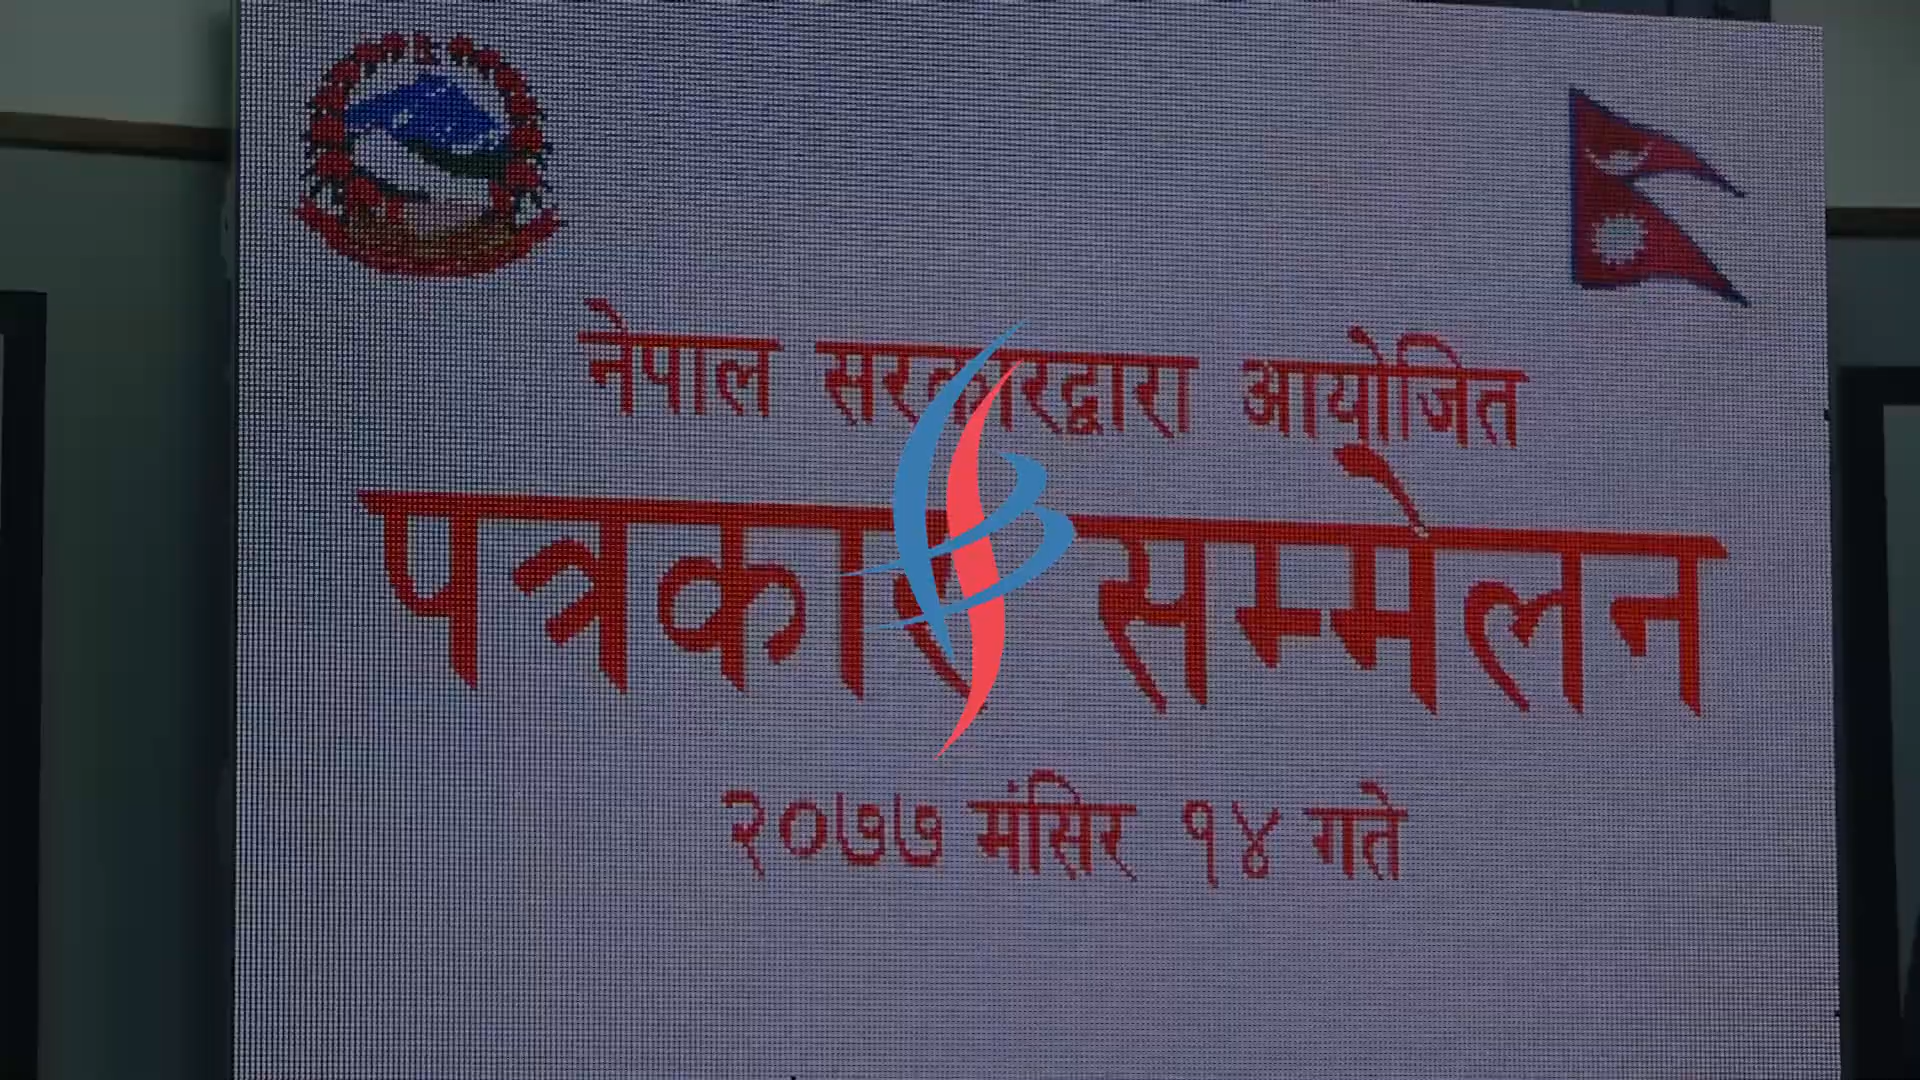 नेपाल सरकारद्वारा आयोजित
पत्रकार सम्मेलन
२०७७ मंसिर १४ गते